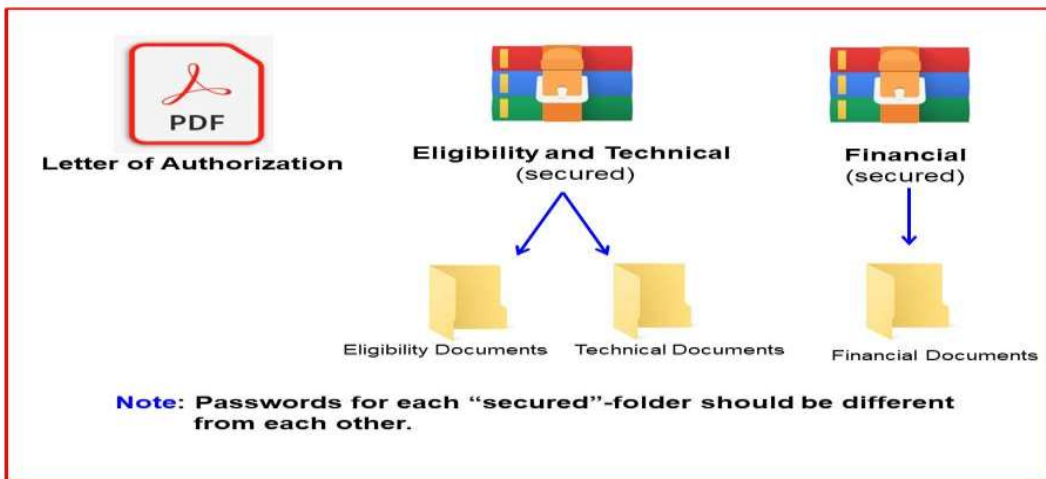 PDF
Letter of Authorization
Eligibility and Technical
(secured)
Financial
(secured)
Eligibility Documents
Technical Documents
Financial Documents
Note: Passwords for each “secured”-folder should be different
from each other.